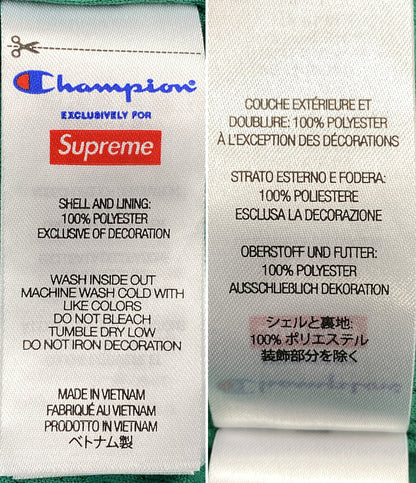 Champion
EXCLUSIVELY FOR
Supreme
SHELL AND LINING:
100% POLYESTER
EXCLUSIVE OF DECORATION
WASH INSIDE OUT
MACHINE WASH COLD WITH
LIKE COLORS
DO NOT BLEACH
TUMBLE DRY LOW
DO NOT IRON DECORATION
MADE IN VIETNAM
FABRIQUÉ AU VIETNAM
PRODOTTO IN VIETNAM
ベトナム製
COUCHE EXTÉRIEURE ET
DOUBLURE: 100% POLYESTER
À L'EXCEPTION DES DÉCORATIONS
STRATO ESTERNO E FODERA:
100% POLIESTERE
ESCLUSA LA DECORAZIONE
OBERSTOFF UND FUTTER:
100% POLYESTER
AUSSCHLIEßLICH DEKORATION
シェルと裏地:
100% ポリエステル
装飾部分を除く